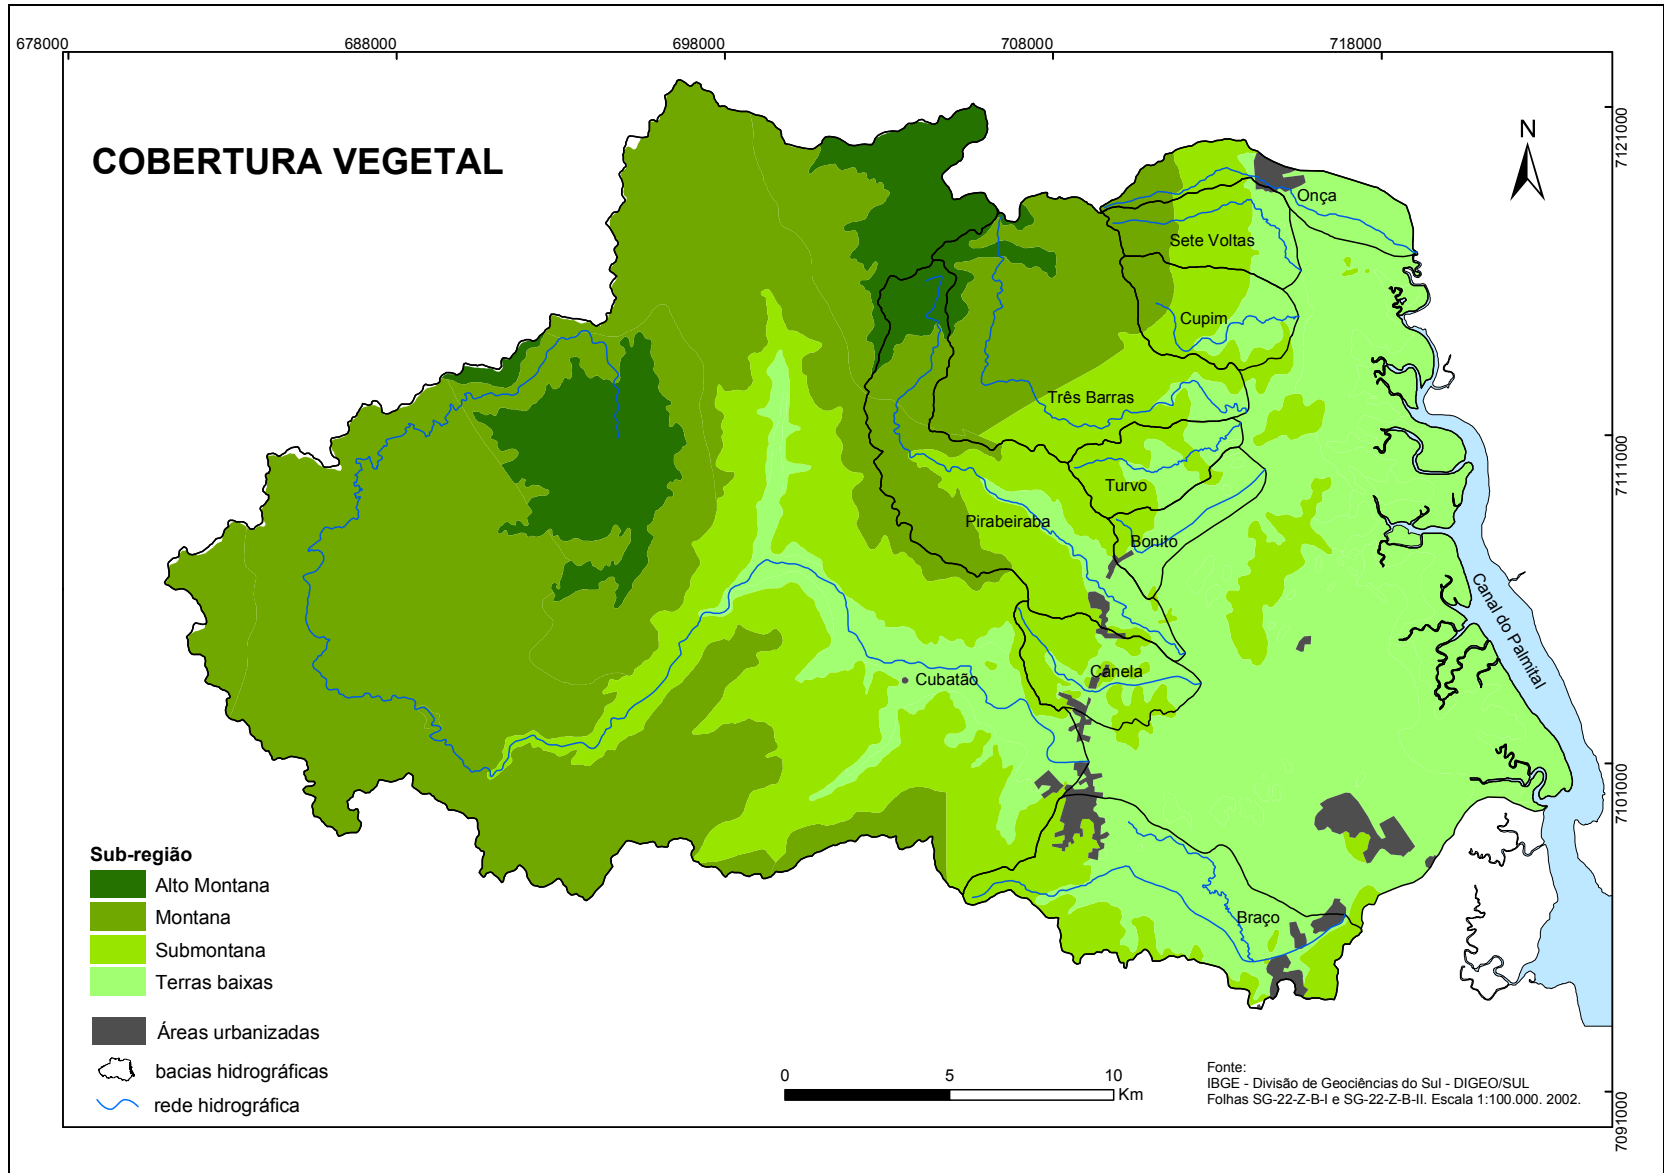 678000
688000
698000
708000
718000
COBERTURA VEGETAL
N
7121000
Onça
Sete Voltas
Cupim
Três Barras
7111000
Turvo
Pirabeiraba
Bonito
Canal do Palmital
Canela
Cubatão
7101000
Braço
Sub-região
Alto Montana
Montana
Submontana
Terras baixas
Áreas urbanizadas
bacias hidrográficas
rede hidrográfica
0 5 10
Km
Fonte:
IBGE - Divisão de Geociências do Sul - DIGEO/SUL
Folhas SG-22-Z-B-I e SG-22-Z-B-II. Escala 1:100.000. 2002.
7091000